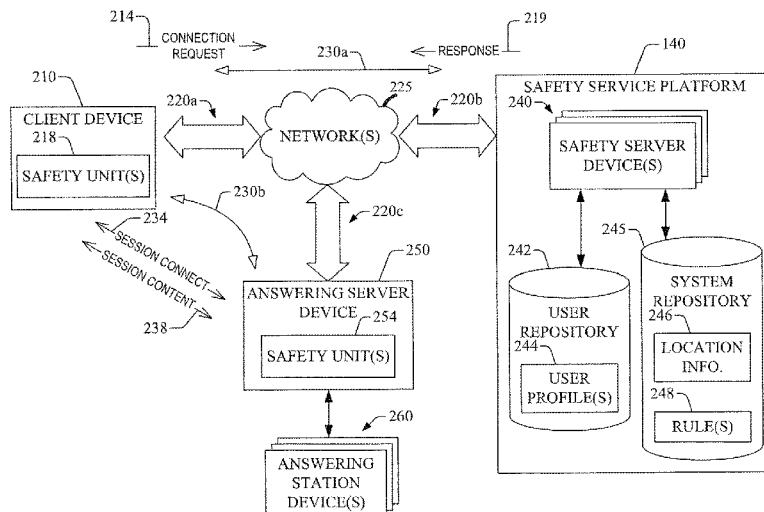 214
CONNECTION
REQUEST
219
RESPONSE
230a
140
210
CLIENT DEVICE
218
SAFETY UNIT(S)
220a
225
NETWORK(S)
220b
SAFETY SERVICE PLATFORM
240
SAFETY SERVER
DEVICE(S)
230b
234
SESSION CONNECT
SESSION CONTENT
238
220c
250
ANSWERING SERVER
DEVICE
254
SAFETY UNIT(S)
242
USER
REPOSITORY
244
USER
PROFILE(S)
245
SYSTEM
REPOSITORY
246
LOCATION
INFO.
248
RULE(S)
260
ANSWERING
STATION
DEVICE(S)